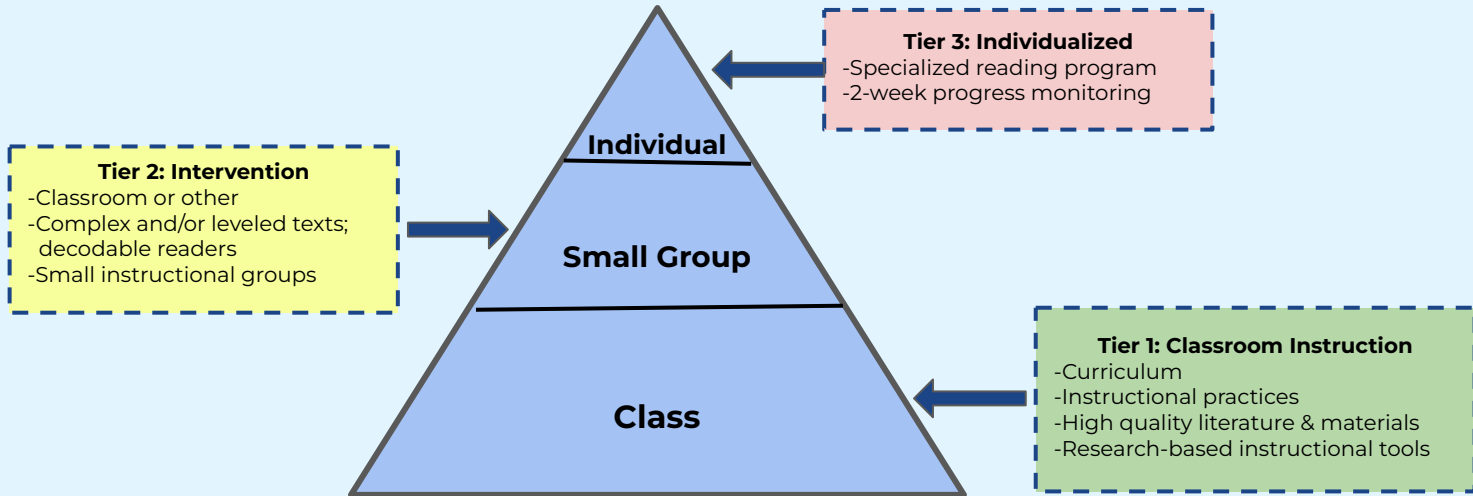 Tier 3: Individualized
-Specialized reading program
-2-week progress monitoring
Individual
Tier 2: Intervention
-Classroom or other
-Complex and/or leveled texts;
decodable readers
-Small instructional groups
Small Group
Tier 1: Classroom Instruction
-Curriculum
-Instructional practices
-High quality literature & materials
-Research-based instructional tools
Class